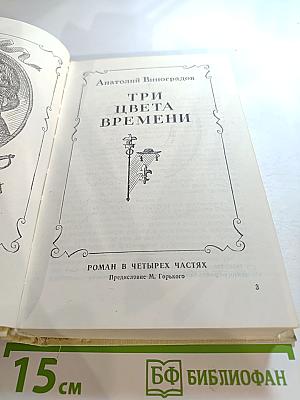 Анатолий Виноградов
ТРИ
ЦВЕТА
ВРЕМЕНИ
РОМАН В ЧЕТЫРЕХ ЧАСТЯХ
Предисловие М. Горького
3
15 см
БФ БИБЛИОФАН